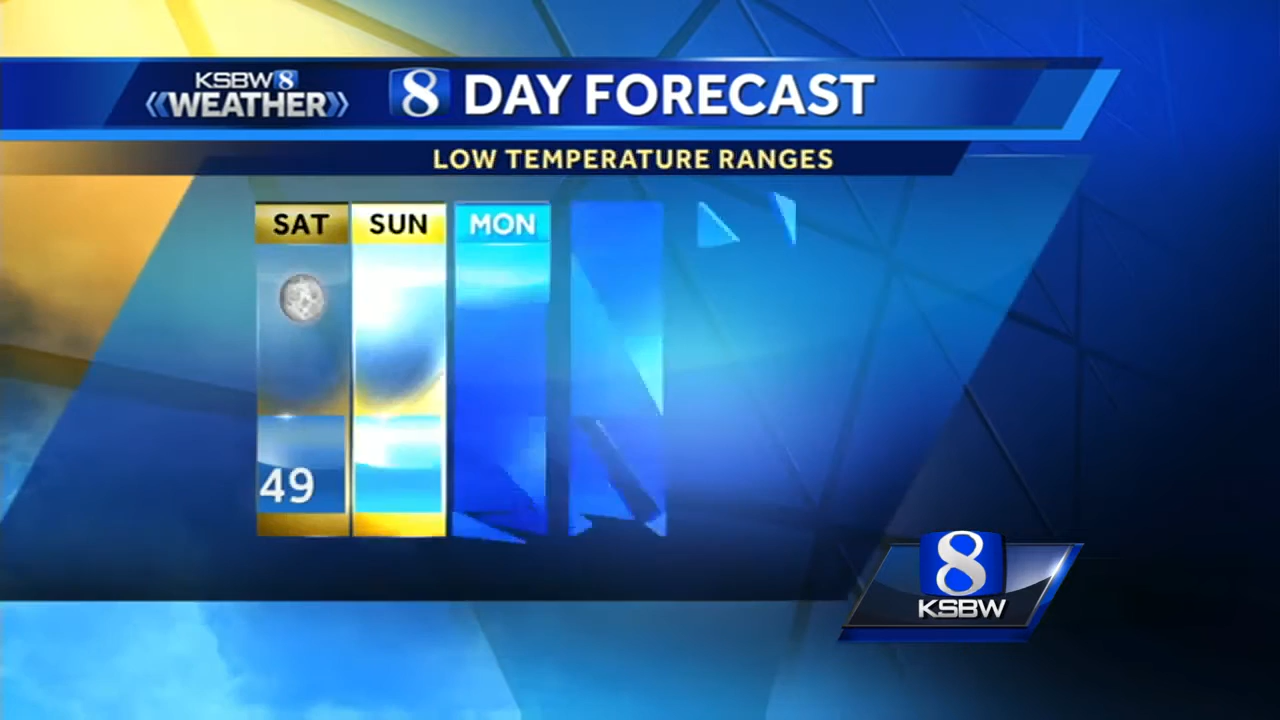 KSBW 8
WEATHER
8 DAY FORECAST
LOW TEMPERATURE RANGES
SAT SUN MON
49
8
KSBW